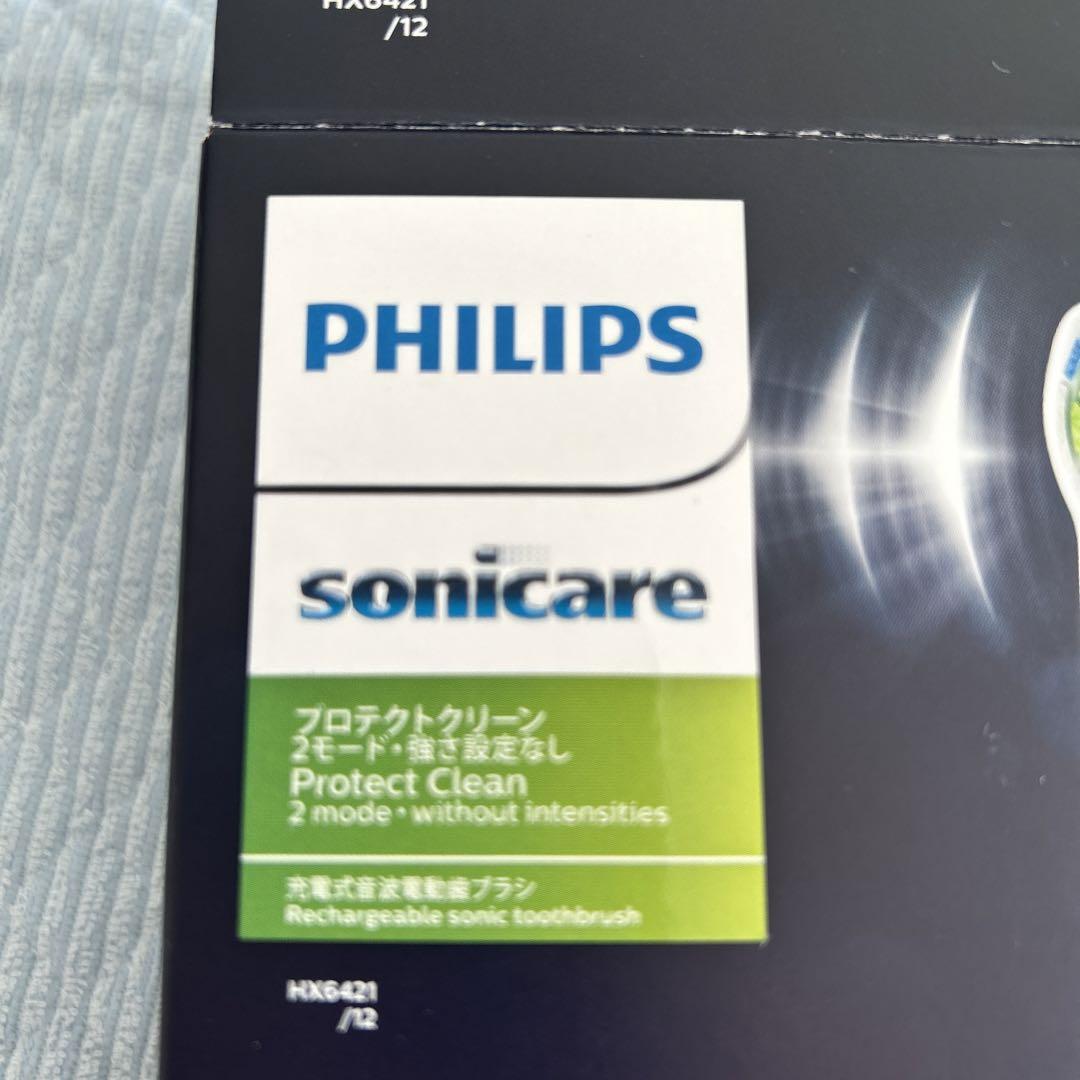 HX6421
/12
PHILIPS
sonicare
プロテクトクリーン
2モード・強さ設定なし
Protect Clean
2 mode・without intensities
充電式音波電動歯ブラシ
Rechargeable sonic toothbrush
HX6421
/12